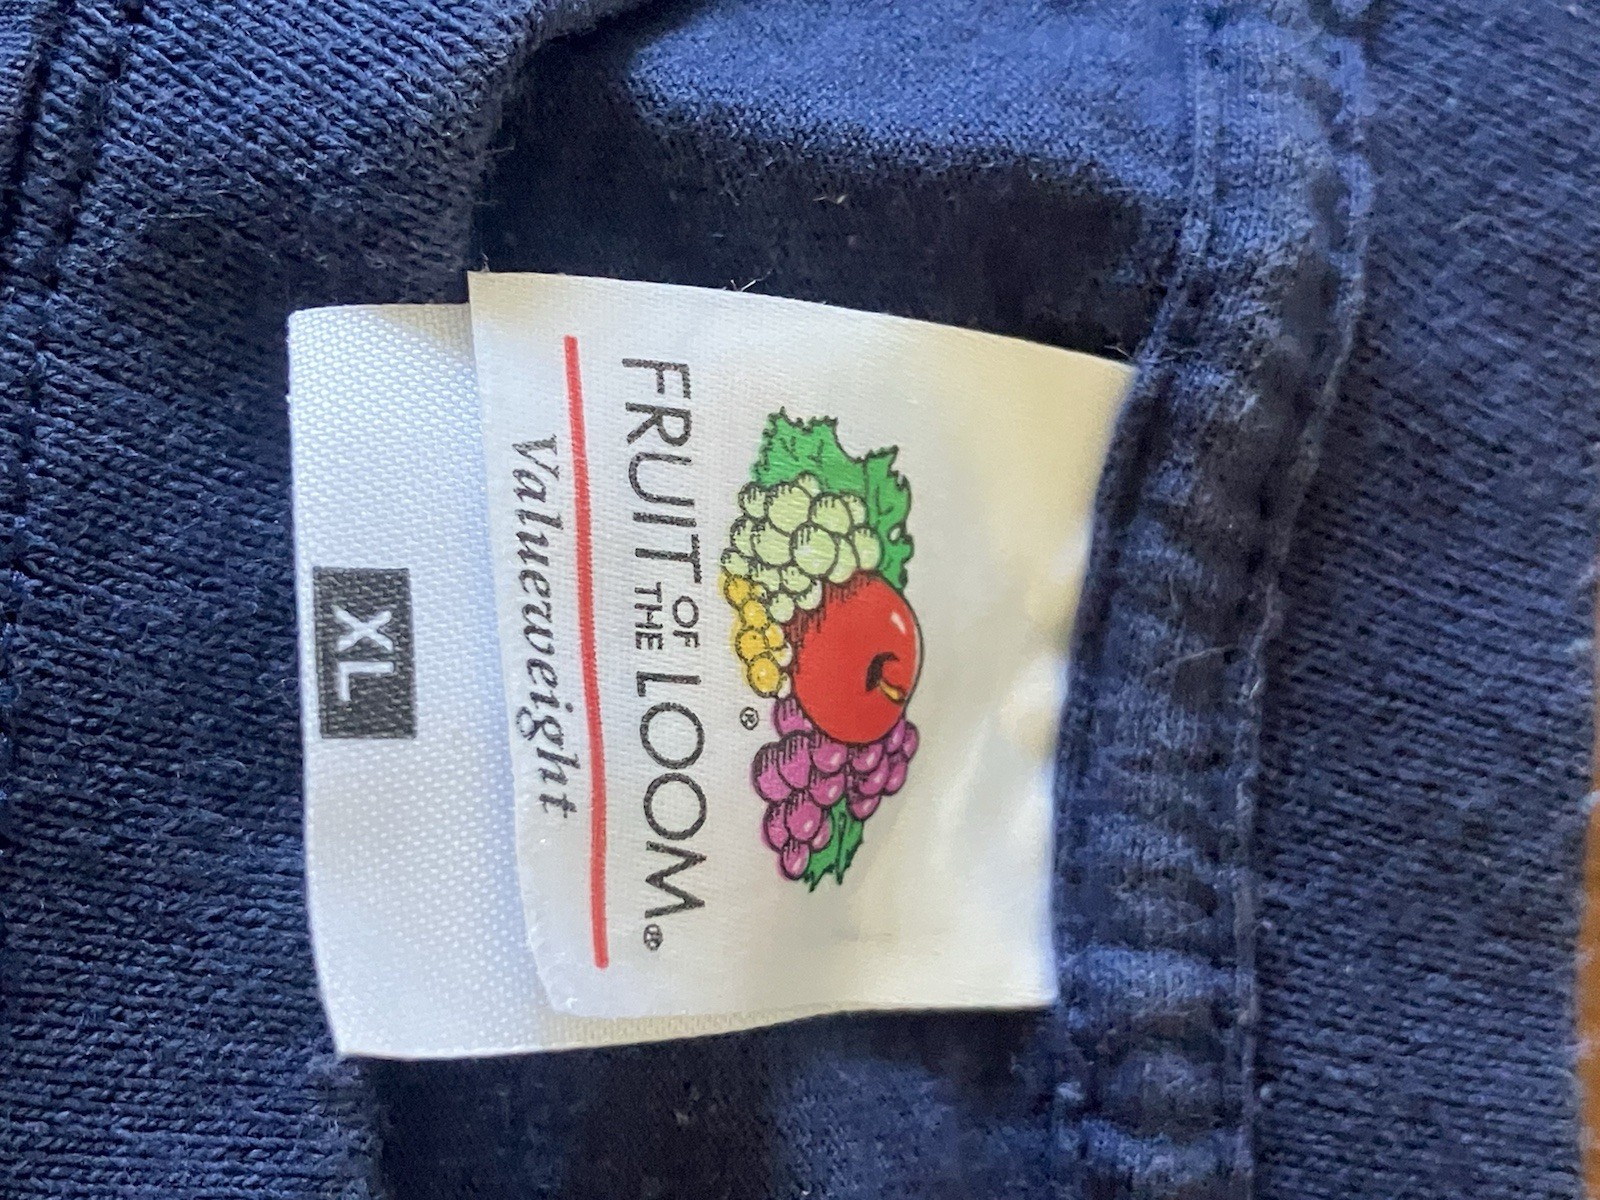 ®
FRUIT OF THE LOOM®
Valueweight
XL